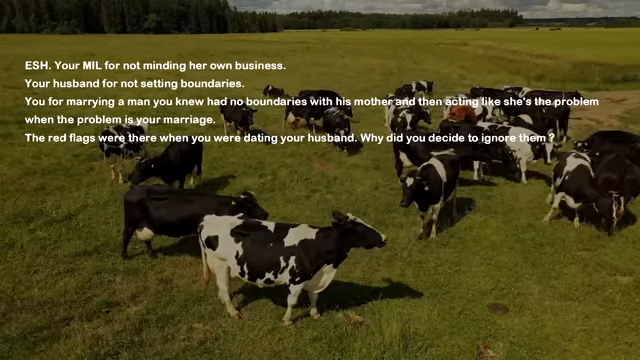 ESH. Your MIL for not minding her own business.
Your husband for not setting boundaries.
You for marrying a man you knew had no boundaries with his mother and then acting like she's the problem
when the problem is your marriage.
The red flags were there when you were dating your husband. Why did you decide to ignore them ?